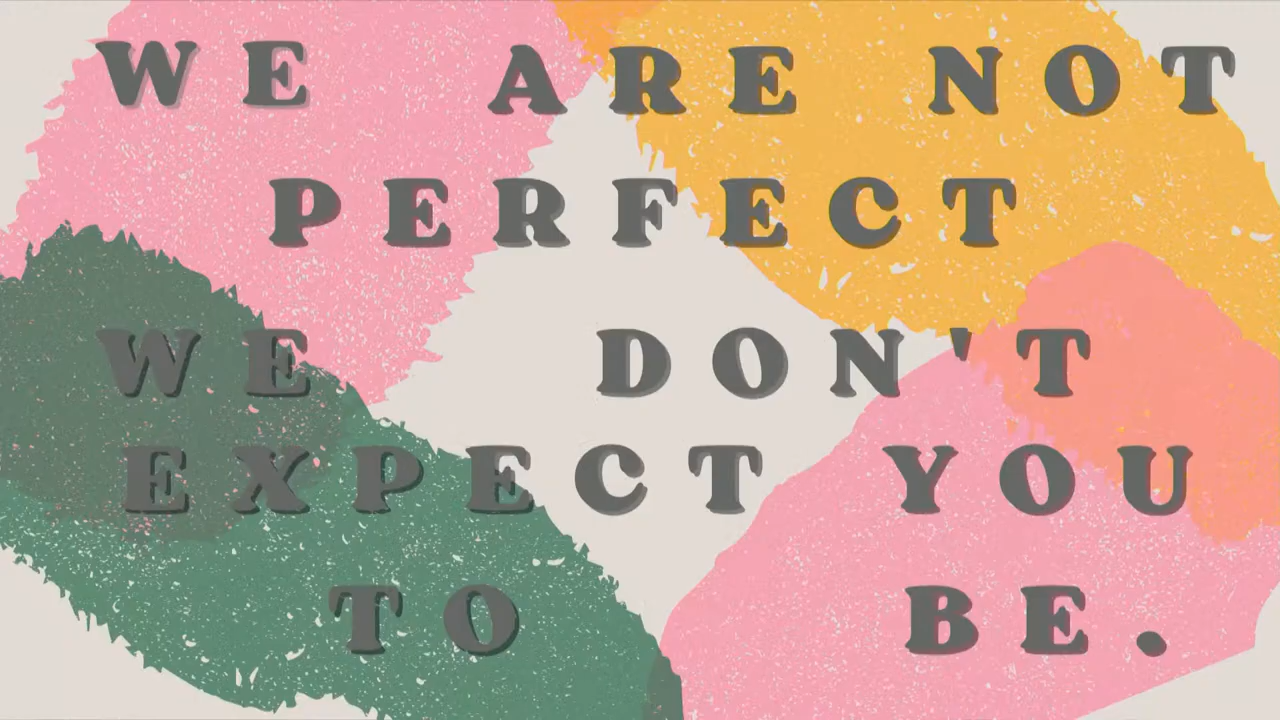 WE ARE NOT
PERFECT
WE DON'T
EXPECT YOU
TO BE.